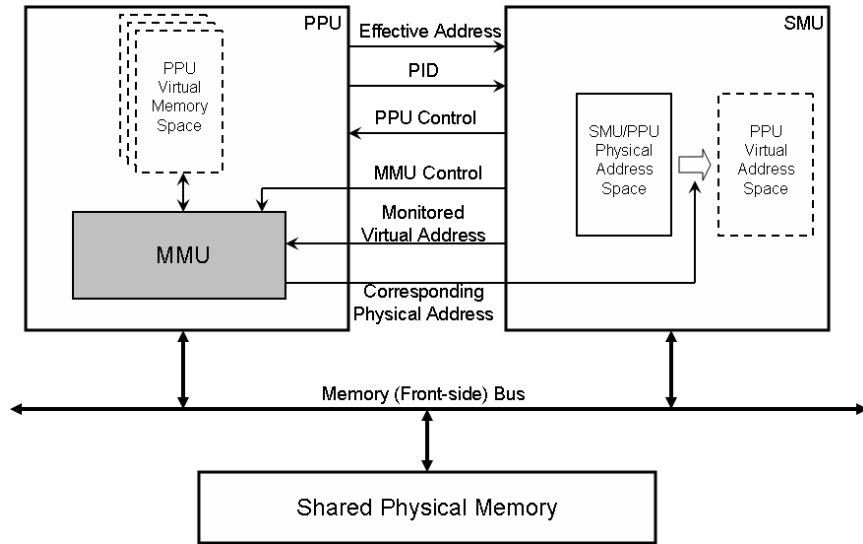 PPU
SMU
PPU
Virtual
Memory
Space
MMU
Effective Address
PID
PPU Control
MMU Control
Monitored
Virtual Address
Corresponding
Physical Address
SMU/PPU
Physical
Address
Space
PPU
Virtual
Address
Space
Memory (Front-side) Bus
Shared Physical Memory